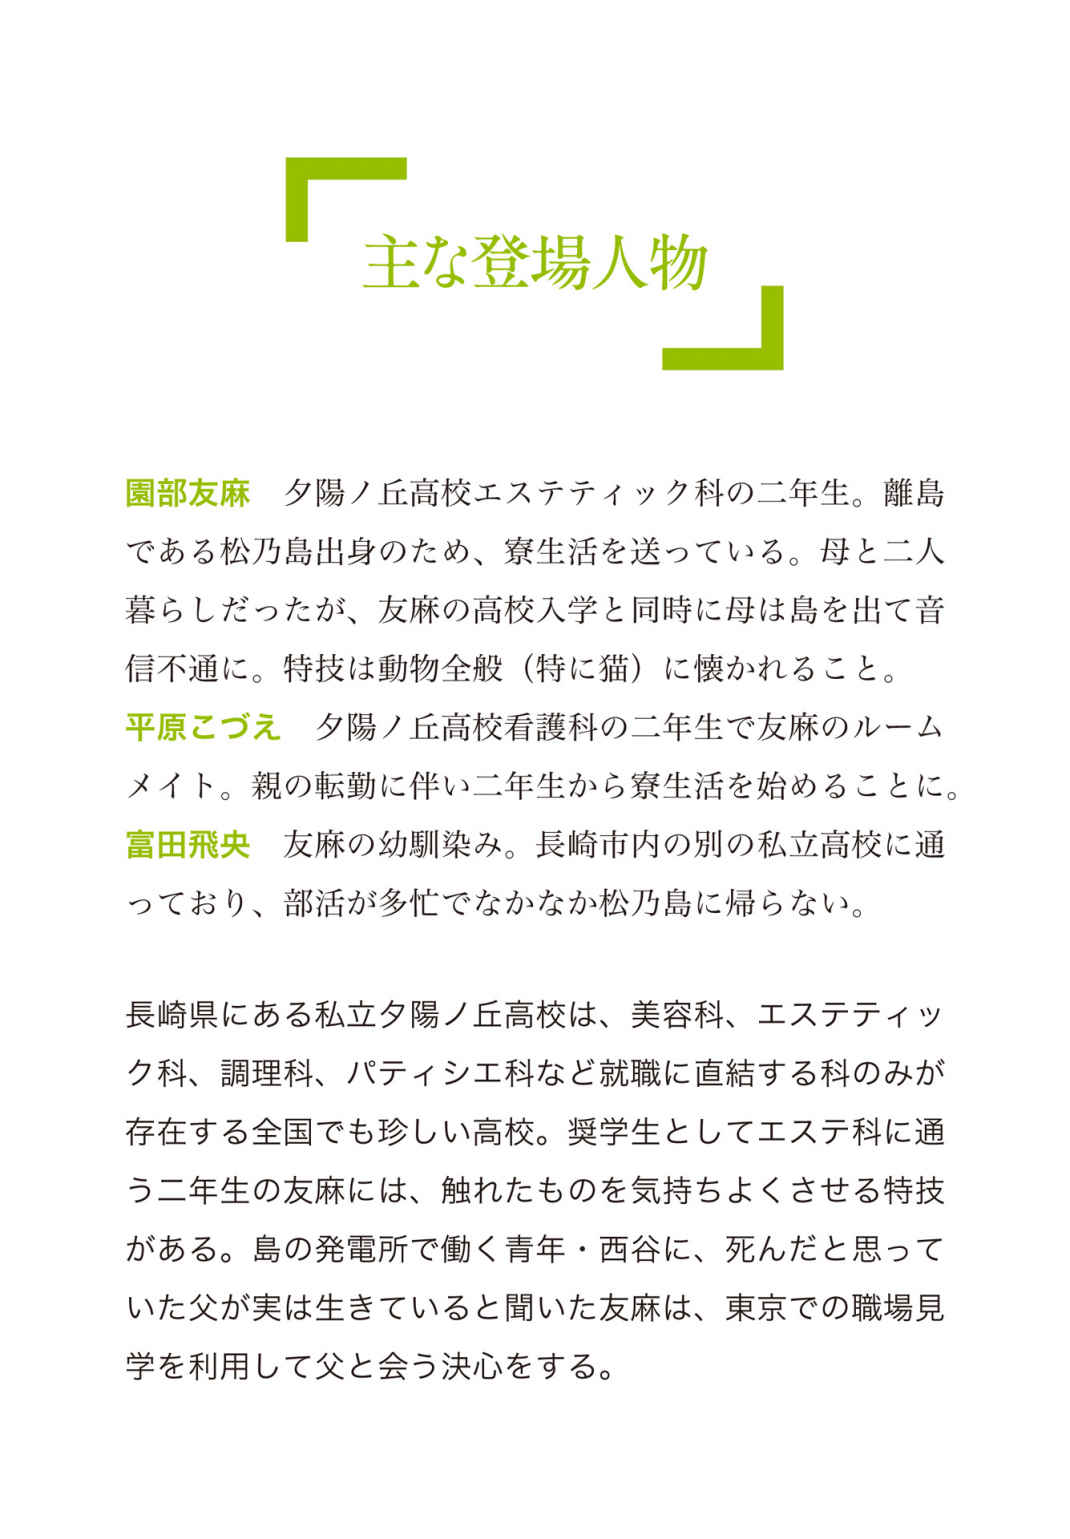 主な登場人物
園部友麻　夕陽ノ丘高校エステティック科の二年生。離島
である松乃島出身のため、寮生活を送っている。母と二人
暮らしだったが、友麻の高校入学と同時に母は島を出て音
信不通に。特技は動物全般（特に猫）に懐かれること。
平原こづえ　夕陽ノ丘高校看護科の二年生で友麻のルーム
メイト。親の転勤に伴い二年生から寮生活を始めることに。
富田飛央　友麻の幼馴染み。長崎市内の別の私立高校に通
っており、部活が多忙でなかなか松乃島に帰らない。
長崎県にある私立夕陽ノ丘高校は、美容科、エステティッ
ク科、調理科、パティシエ科など就職に直結する科のみが
存在する全国でも珍しい高校。奨学生としてエステ科に通
う二年生の友麻には、触れたものを気持ちよくさせる特技
がある。島の発電所で働く青年・西谷に、死んだと思って
いた父が実は生きていると聞いた友麻は、東京での職場見
学を利用して父と会う決心をする。